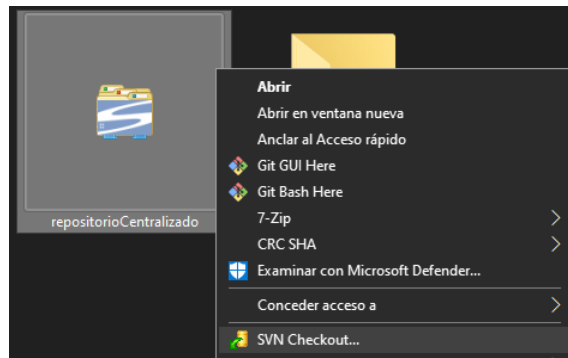 Abrir
Abrir en ventana nueva
Anclar al Acceso rápido
Git GUI Here
Git Bash Here
repositorioCentralizado
7-Zip
CRC SHA
Examinar con Microsoft Defender...
Conceder acceso a
SVN Checkout...